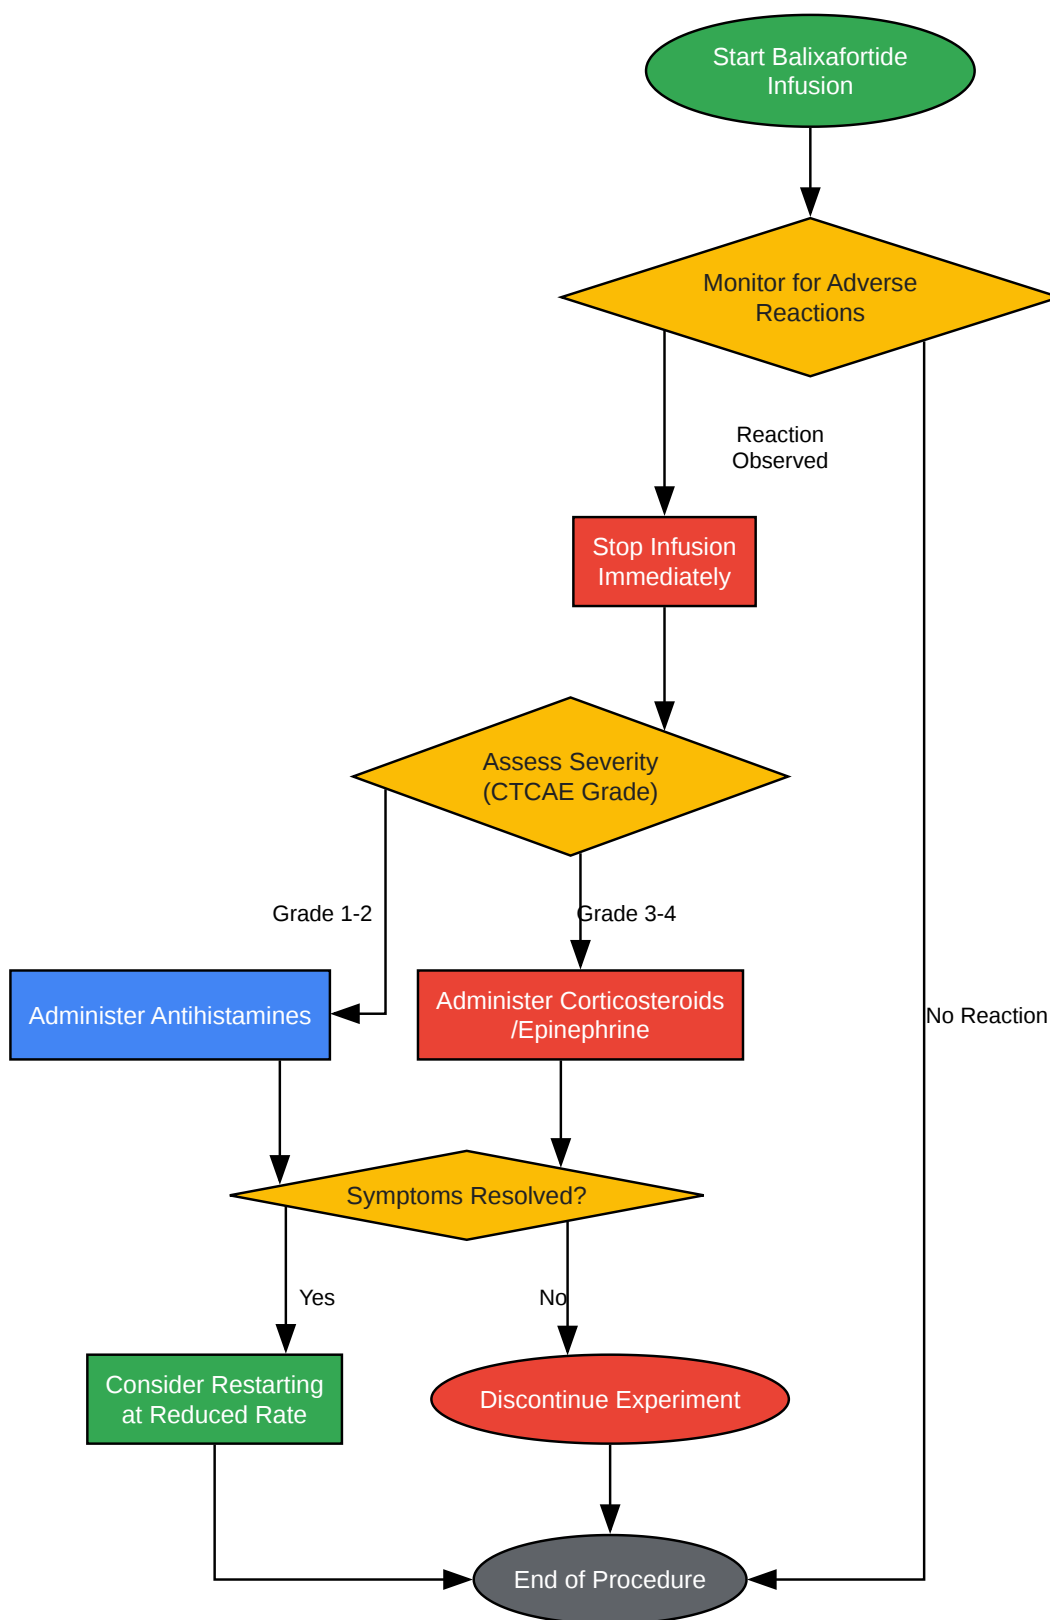 Start Balixafortide
Infusion
Monitor for Adverse
Reactions
Reaction
Observed
Stop Infusion
Immediately
Assess Severity
(CTCAE Grade)
Grade 1-2
Grade 3-4
Administer Antihistamines
Administer Corticosteroids
/Epinephrine
No Reaction
Symptoms Resolved?
Yes
No
Consider Restarting
at Reduced Rate
Discontinue Experiment
End of Procedure